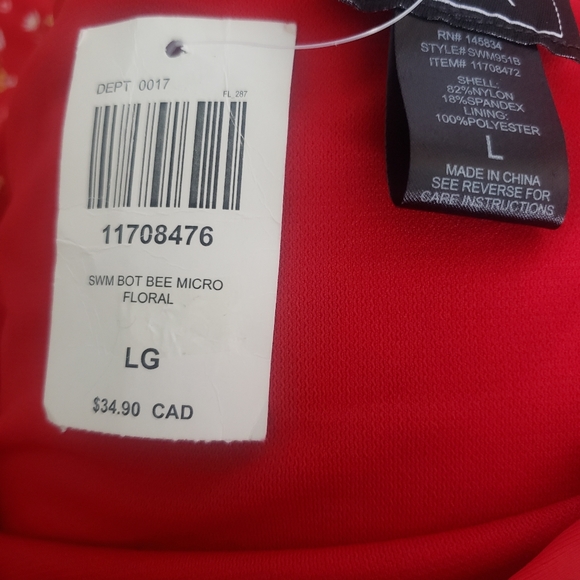 DEPT 0017
FL 287
11708476
SWM BOT BEE MICRO
FLORAL
LG
$34.90 CAD
RN# 145834
STYLE# SWM951B
ITEM# 11708472
SHELL:
82%NYLON
18%SPANDEX
LINING:
100%POLYESTER
L
MADE IN CHINA
SEE REVERSE FOR
CARE INSTRUCTIONS